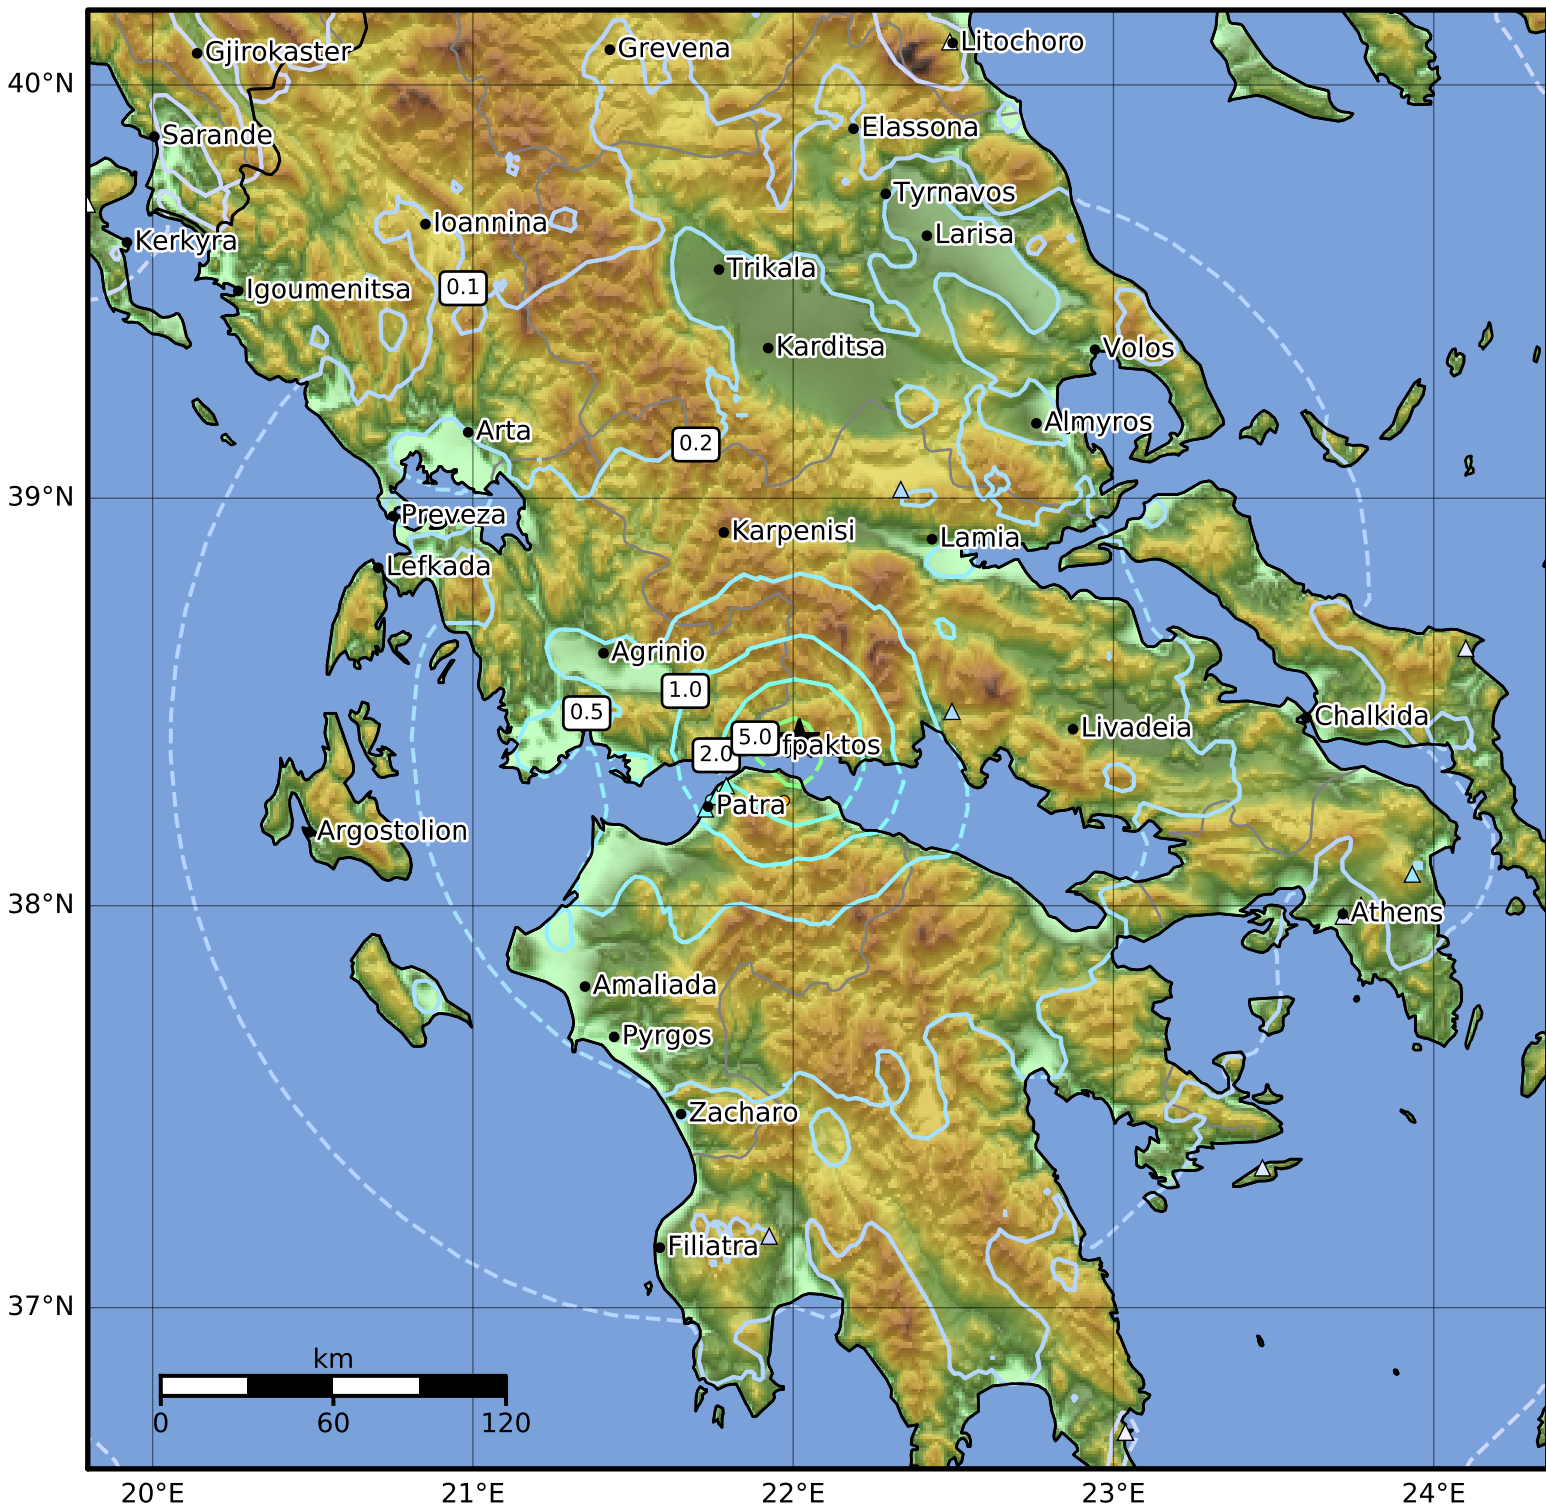 Gjirokaster
Grevena
Litochoro
40°N
Elassona
Sarande
Tyrnavos
Ioannina
Larisa
Kerkyra
Trikala
Igoumenitsa
0.1
Karditsa
Volos
Almyros
Arta
0.2
39°N
Preveza
Karpenisi
Lamia
Lefkada
Agrinio
1.0
0.5
Chalkida
Livadeia
5.0
fpaktos
2.0
Patra
Argostolion
38°N
Athens
Amaliada
Pyrgos
Zacharo
Filiatra
37°N
km
0 60 120
20°E 21°E 22°E 23°E 24°E